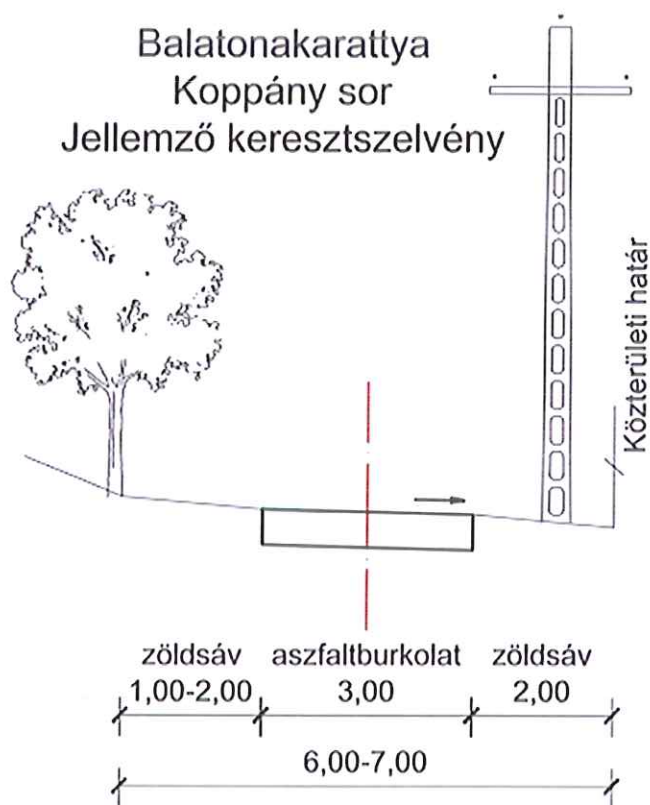 Balatonakarattya
Koppány sor
Jellemző keresztszelvény
Közterületi határ
zöldsáv aszfaltburkolat zöldsáv
1,00-2,00 3,00 2,00
6,00-7,00